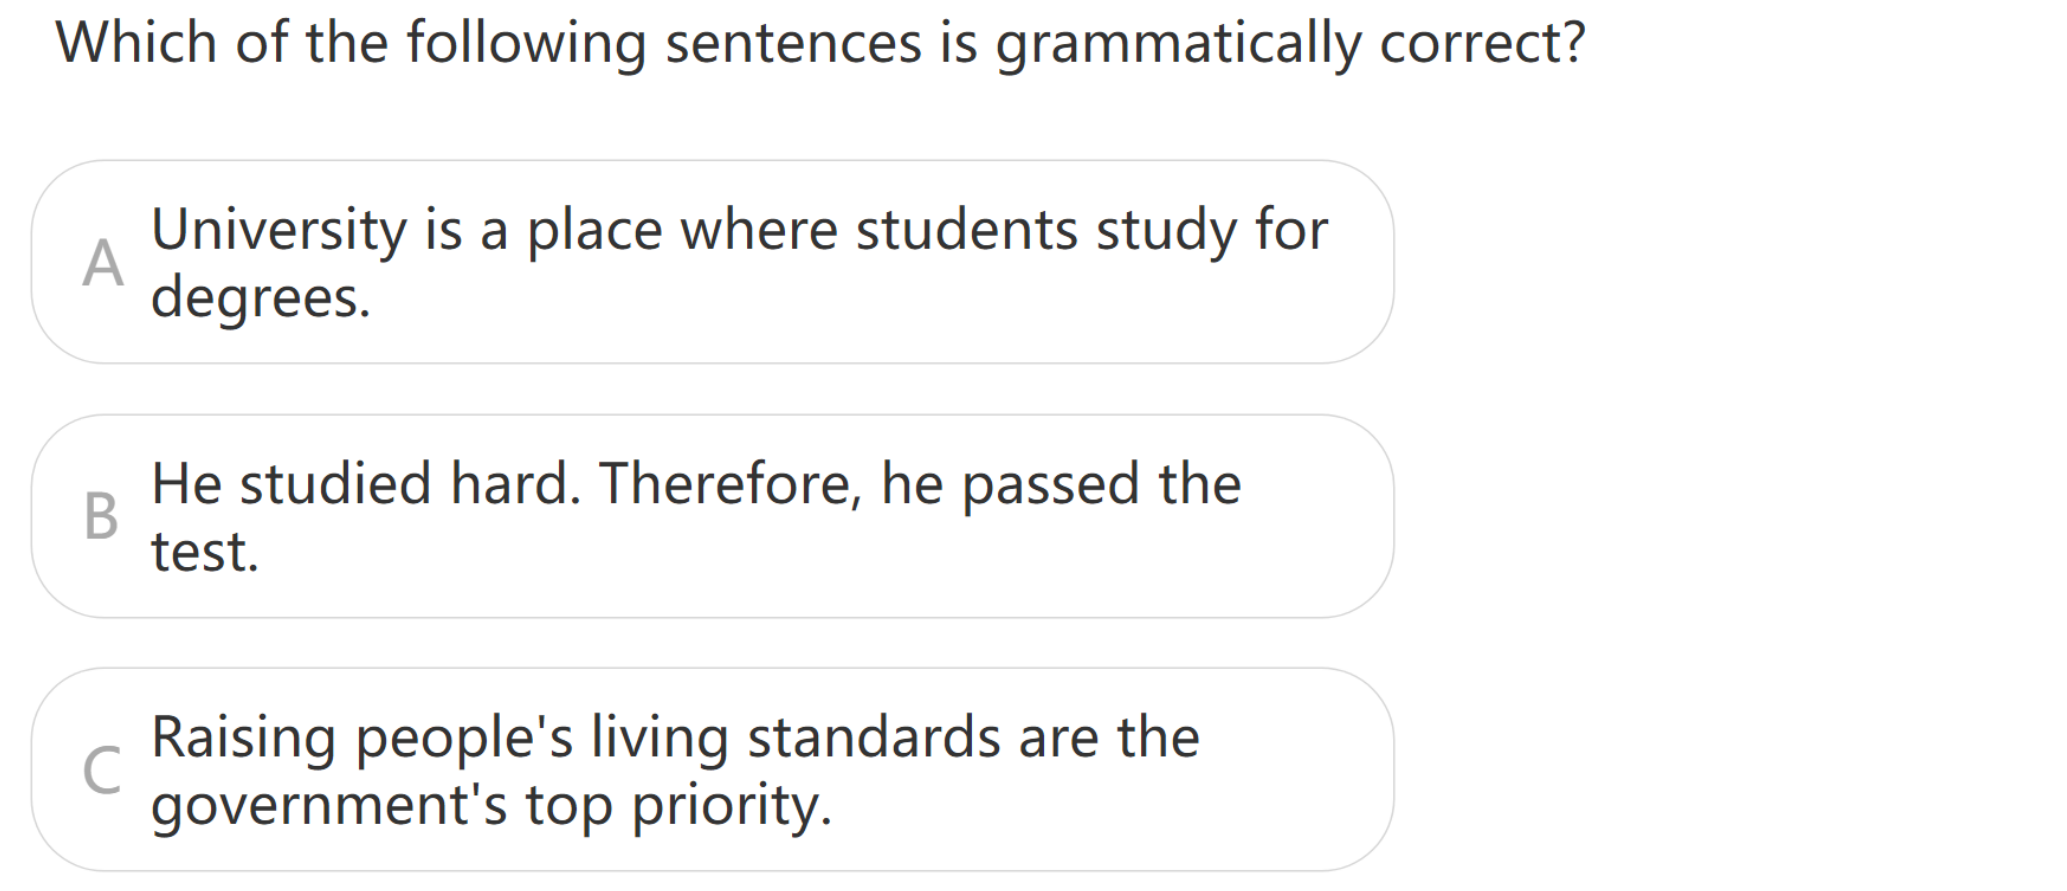 Which of the following sentences is grammatically correct?
A
University is a place where students study for
degrees.
B
He studied hard. Therefore, he passed the
test.
C
Raising people's living standards are the
government's top priority.